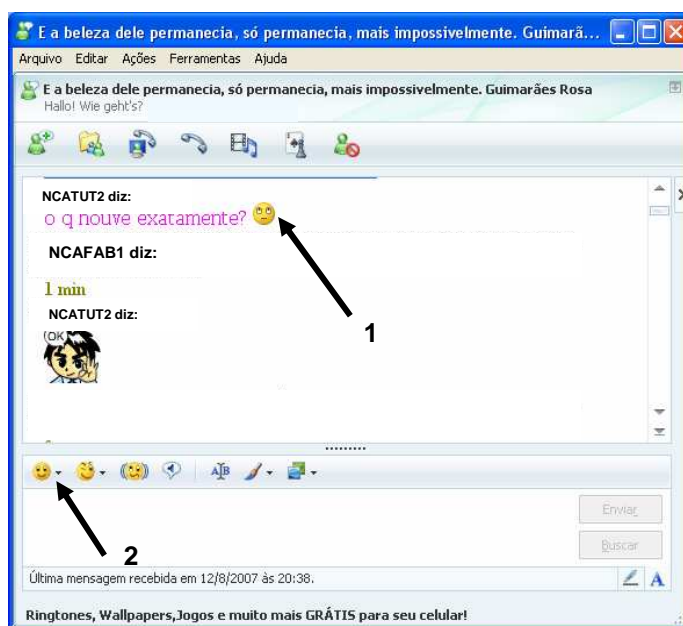 E a beleza dele permanecia, só permanecia, mais impossivelmente. Guimarã...
Arquivo Editar Ações Ferramentas Ajuda
E a beleza dele permanecia, só permanecia, mais impossivelmente. Guimarães Rosa
Hallo! Wie geht's?
NCATUT2 diz:
o q nouve exatamente?
NCAFAB1 diz:
1
1 min
NCATUT2 diz:
OK
Enviar
2
Buscar
Última mensagem recebida em 12/8/2007 às 20:38.
A
Ringtones, Wallpapers,Jogos e muito mais GRÁTIS para seu celular!